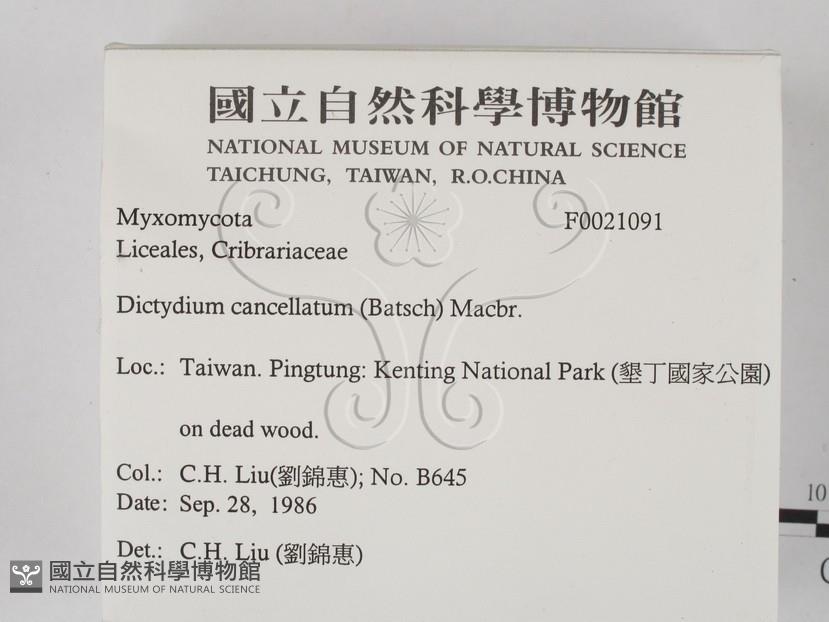 國立自然科學博物館
NATIONAL MUSEUM OF NATURAL SCIENCE
TAICHUNG, TAIWAN, R.O.CHINA
Myxomycota F0021091
Liceales, Cribrariaceae
Dictydium cancellatum (Batsch) Macbr.
Loc.: Taiwan. Pingtung: Kenting National Park (墾丁國家公園)
on dead wood.
Col.: C.H. Liu(劉錦惠); No. B645
Date: Sep. 28, 1986
10
Det.: C.H. Liu (劉錦惠)
國立自然科學博物館
NATIONAL MUSEUM OF NATURAL SCIENCE